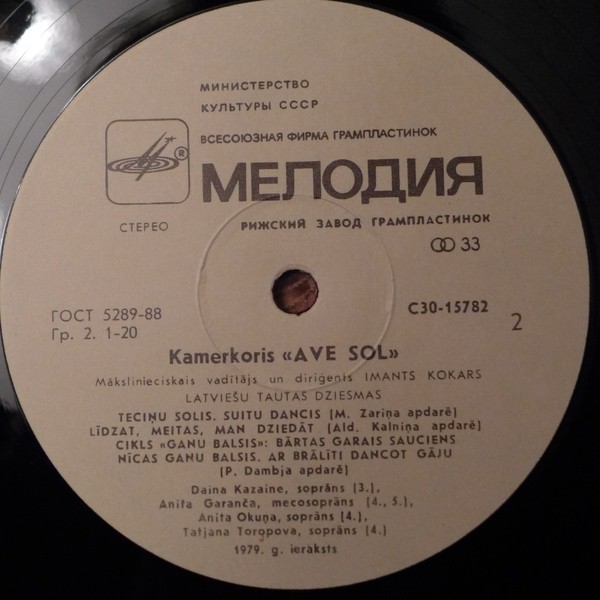 МИНИСТЕРСТВО
КУЛЬТУРЫ СССР
ВСЕСОЮЗНАЯ ФИРМА ГРАМПЛАСТИНОК
®
МЕЛОДИЯ
СТЕРЕО
РИЖСКИЙ ЗАВОД ГРАМПЛАСТИНОК
33
ГОСТ 5289-88
Гр. 2. 1-20
С30-15782
2
Kamerkoris «AVE SOL»
Mākslinieciskais vadītājs un diriģents IMANTS KOKARS
LATVIEŠU TAUTAS DZIESMAS
TECIŅU SOLIS. SUITU DANCIS (M. Zariņa apdarē)
LĪDZAT, MEITAS, MAN DZIEDĀT (Ald. Kalniņa apdarē)
CIKLS «GANU BALSIS»: BĀRTAS GARAIS SAUCIENS
NĪCAS GANU BALSIS. AR BRĀLĪTI DANCOT GĀJU
(P. Dambja apdarē)
Daina Kazaine, soprāns (3.),
Anita Garanča, mecosoprāns (4., 5.),
Anita Okuņa, soprāns (4.),
Tatjana Toropova, soprāns (4.)
1979. g. ieraksts